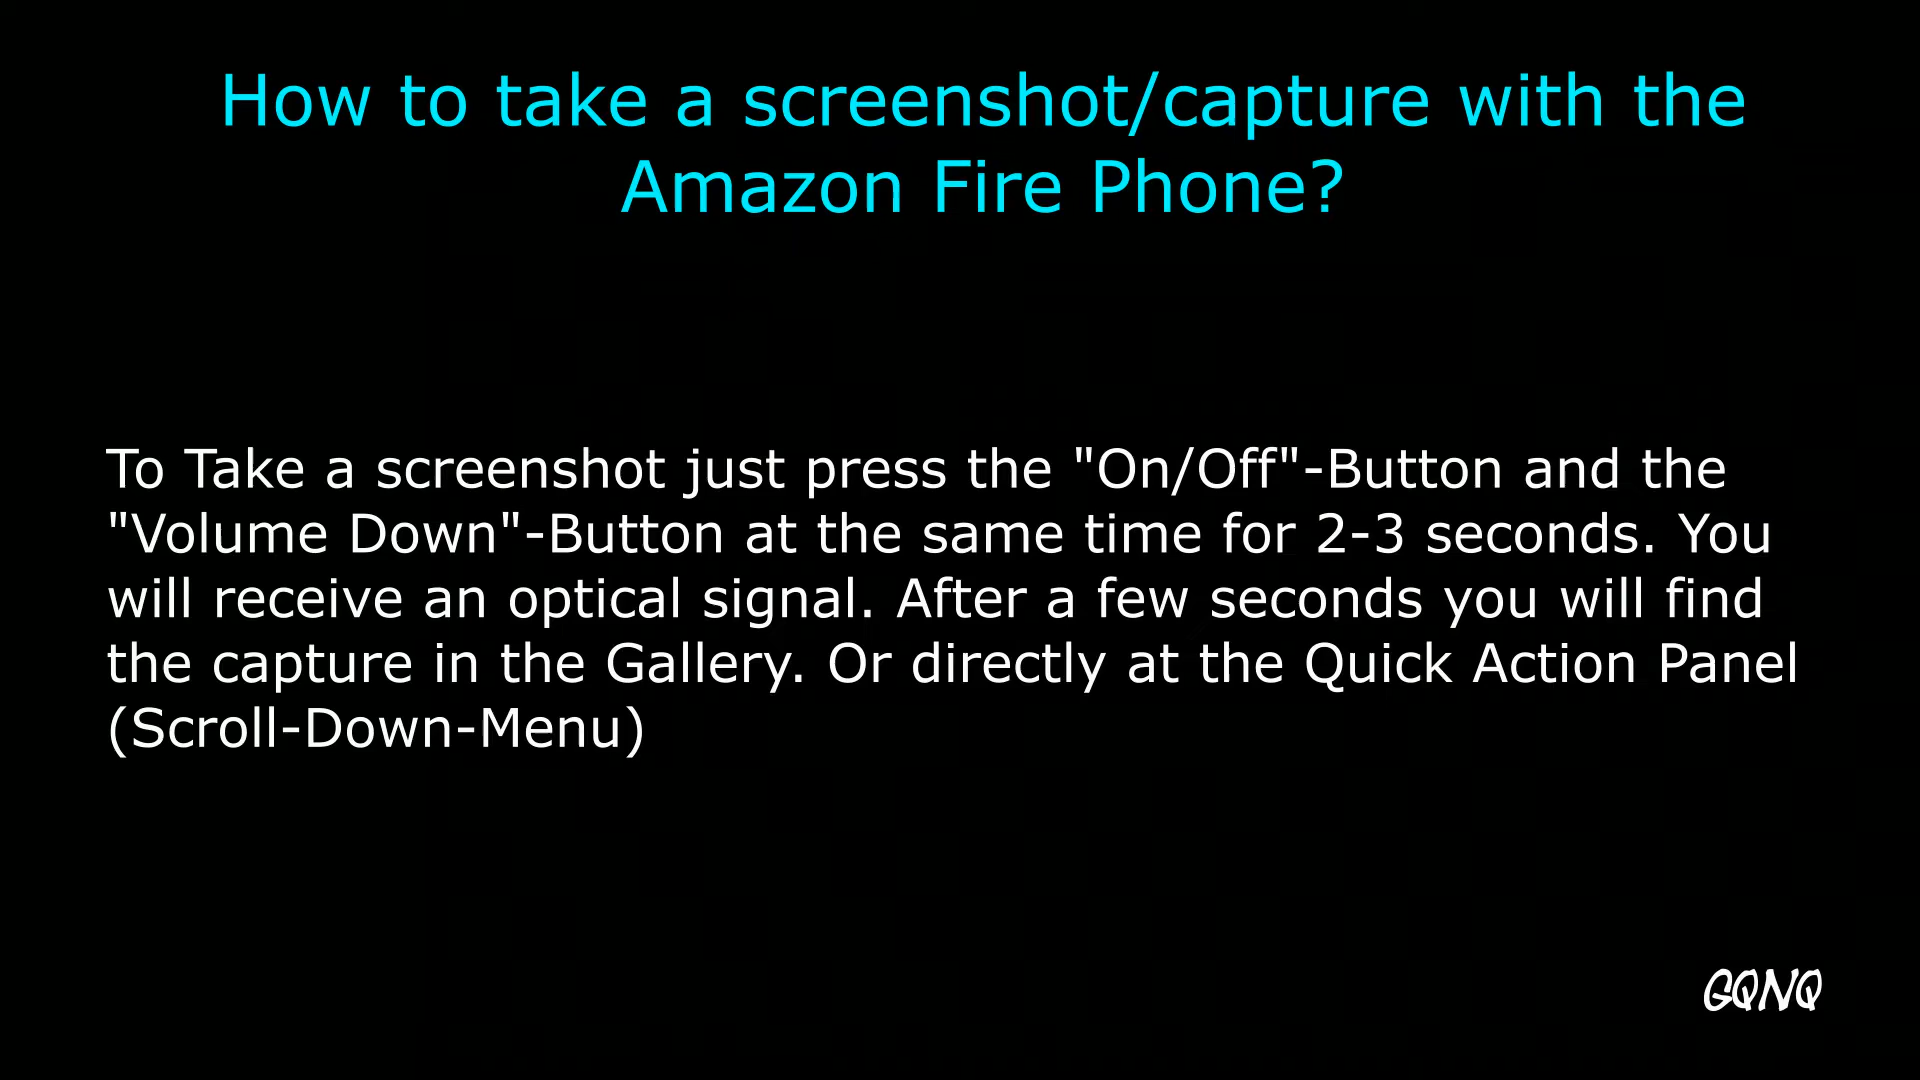 How to take a screenshot/capture with the
Amazon Fire Phone?
To Take a screenshot just press the "On/Off"-Button and the
"Volume Down"-Button at the same time for 2-3 seconds. You
will receive an optical signal. After a few seconds you will find
the capture in the Gallery. Or directly at the Quick Action Panel
(Scroll-Down-Menu)
GQNQ